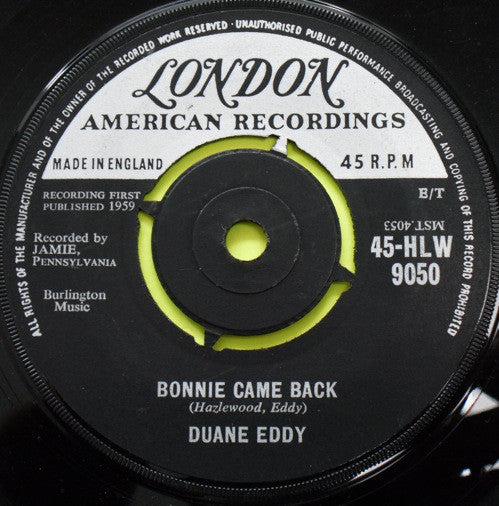 ALL RIGHTS OF THE MANUFACTURER AND OF THE OWNER OF THE RECORDED WORK RESERVED - UNAUTHORISED PUBLIC PERFORMANCE BROADCASTING AND COPYING OF THIS RECORD PROHIBITED
LONDON
AMERICAN RECORDINGS
MADE IN ENGLAND
45 R.P.M
RECORDING FIRST
PUBLISHED 1959
E/T
Recorded by
JAMIE,
PENNSYLVANIA
MST.4053
45-HLW
9050
Burlington
Music
BONNIE CAME BACK
(Hazlewood, Eddy)
DUANE EDDY